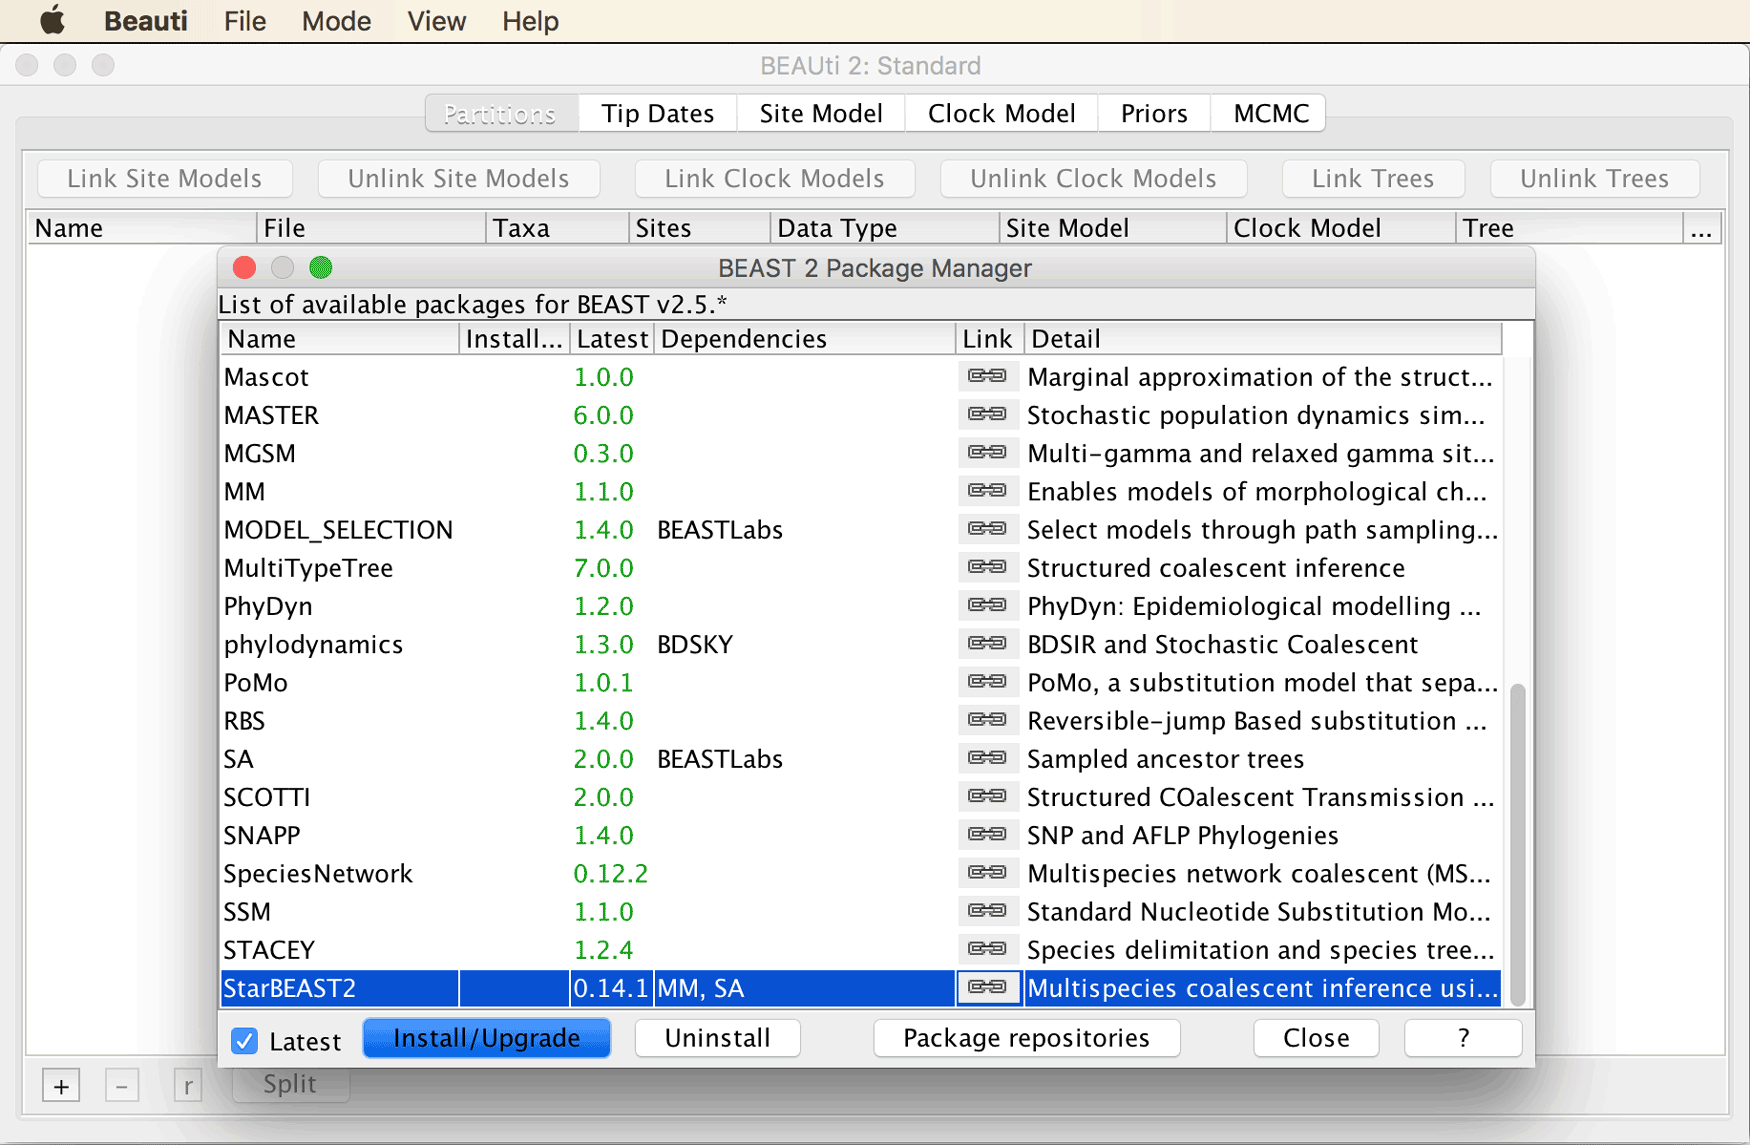 Beauti File Mode View Help
BEAUti 2: Standard
Partitions Tip Dates Site Model Clock Model Priors MCMC
Link Site Models Unlink Site Models Link Clock Models Unlink Clock Models Link Trees Unlink Trees
Name File Taxa Sites Data Type Site Model Clock Model Tree ...
BEAST 2 Package Manager
List of available packages for BEAST v2.5.*
Name Install... Latest Dependencies Link Detail
Mascot 1.0.0 Marginal approximation of the struct...
MASTER 6.0.0 Stochastic population dynamics sim...
MGSM 0.3.0 Multi-gamma and relaxed gamma sit...
MM 1.1.0 Enables models of morphological ch...
MODEL_SELECTION 1.4.0 BEASTLabs Select models through path sampling...
MultiTypeTree 7.0.0 Structured coalescent inference
PhyDyn 1.2.0 PhyDyn: Epidemiological modelling ...
phylodynamics 1.3.0 BDSKY BDSIR and Stochastic Coalescent
PoMo 1.0.1 PoMo, a substitution model that sepa...
RBS 1.4.0 Reversible-jump Based substitution ...
SA 2.0.0 BEASTLabs Sampled ancestor trees
SCOTTI 2.0.0 Structured COalescent Transmission ...
SNAPP 1.4.0 SNP and AFLP Phylogenies
SpeciesNetwork 0.12.2 Multispecies network coalescent (MS...
SSM 1.1.0 Standard Nucleotide Substitution Mo...
STACEY 1.2.4 Species delimitation and species tree...
StarBEAST2 0.14.1 MM, SA Multispecies coalescent inference usi...
Latest Install/Upgrade Uninstall Package repositories Close ?
+ - r Split